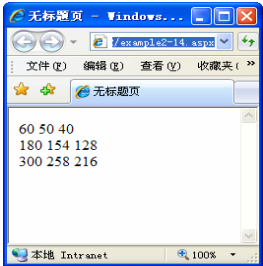 无标题页 - Windows...
/example2-14.aspx
文件(F) 编辑(E) 查看(V) 收藏夹( »
无标题页
60 50 40
180 154 128
300 258 216
本地 Intranet 100%